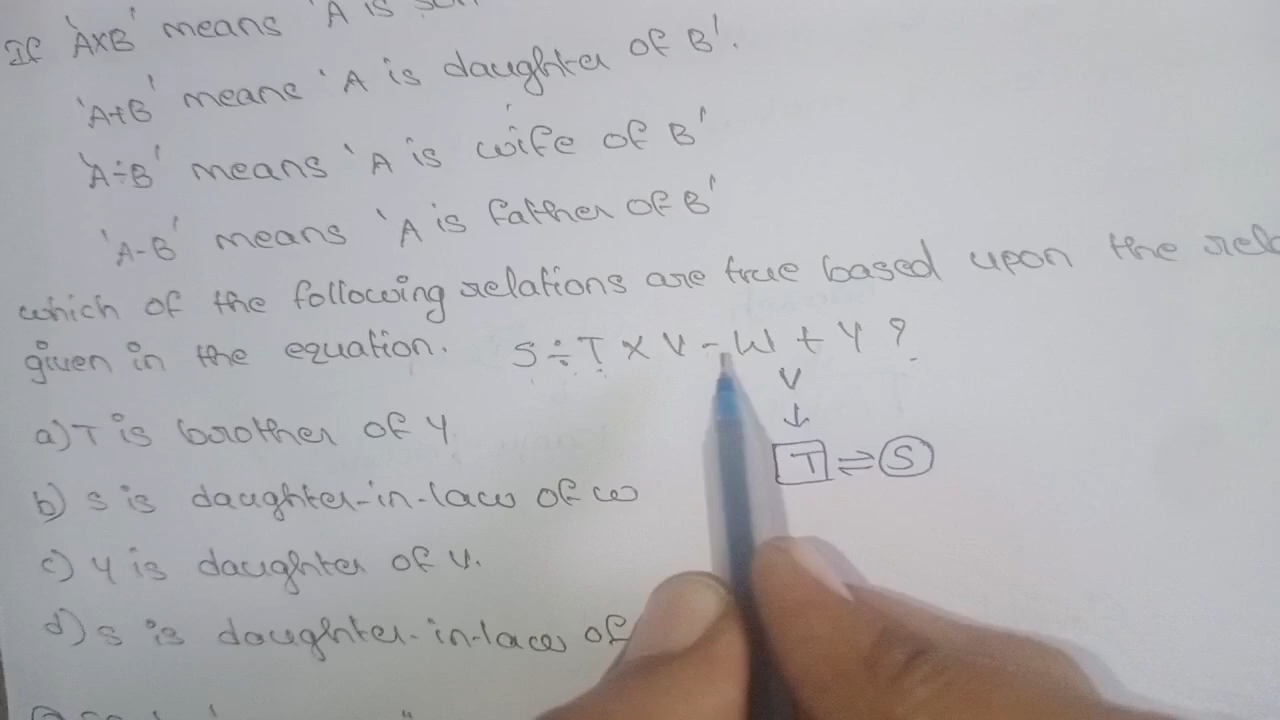 If 'A×B' means 'A is son
'A+B' means 'A is daughter of B'.
'A÷B' means 'A is wife of B'
'A-B' means 'A is father of B'
which of the following relations are true based upon the
given in the equation. S÷T×V-W+Y?
V
↓
T ⇌ S
a) T is brother of Y.
b) S is daughter-in-law of w
c) Y is daughter of V.
d) S is daughter-in-law of